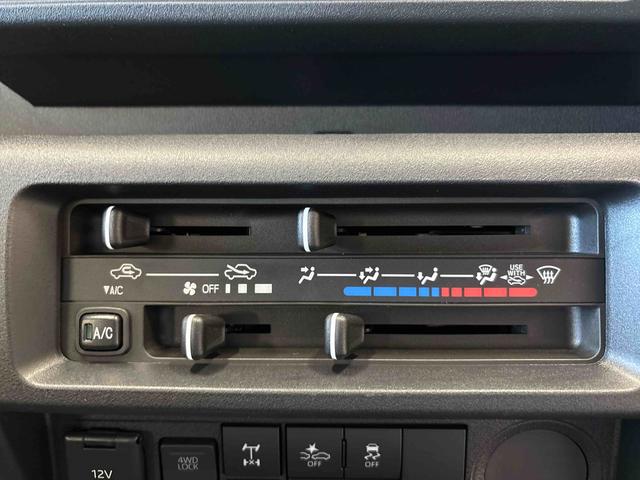 USE
WITH
▼A/C
OFF
A/C
12V
4WD
LOCK
OFF
OFF